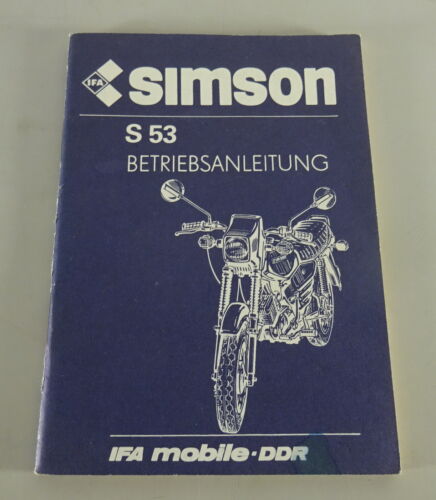 IFA simson
S 53
BETRIEBSANLEITUNG
IFA mobile-DDR